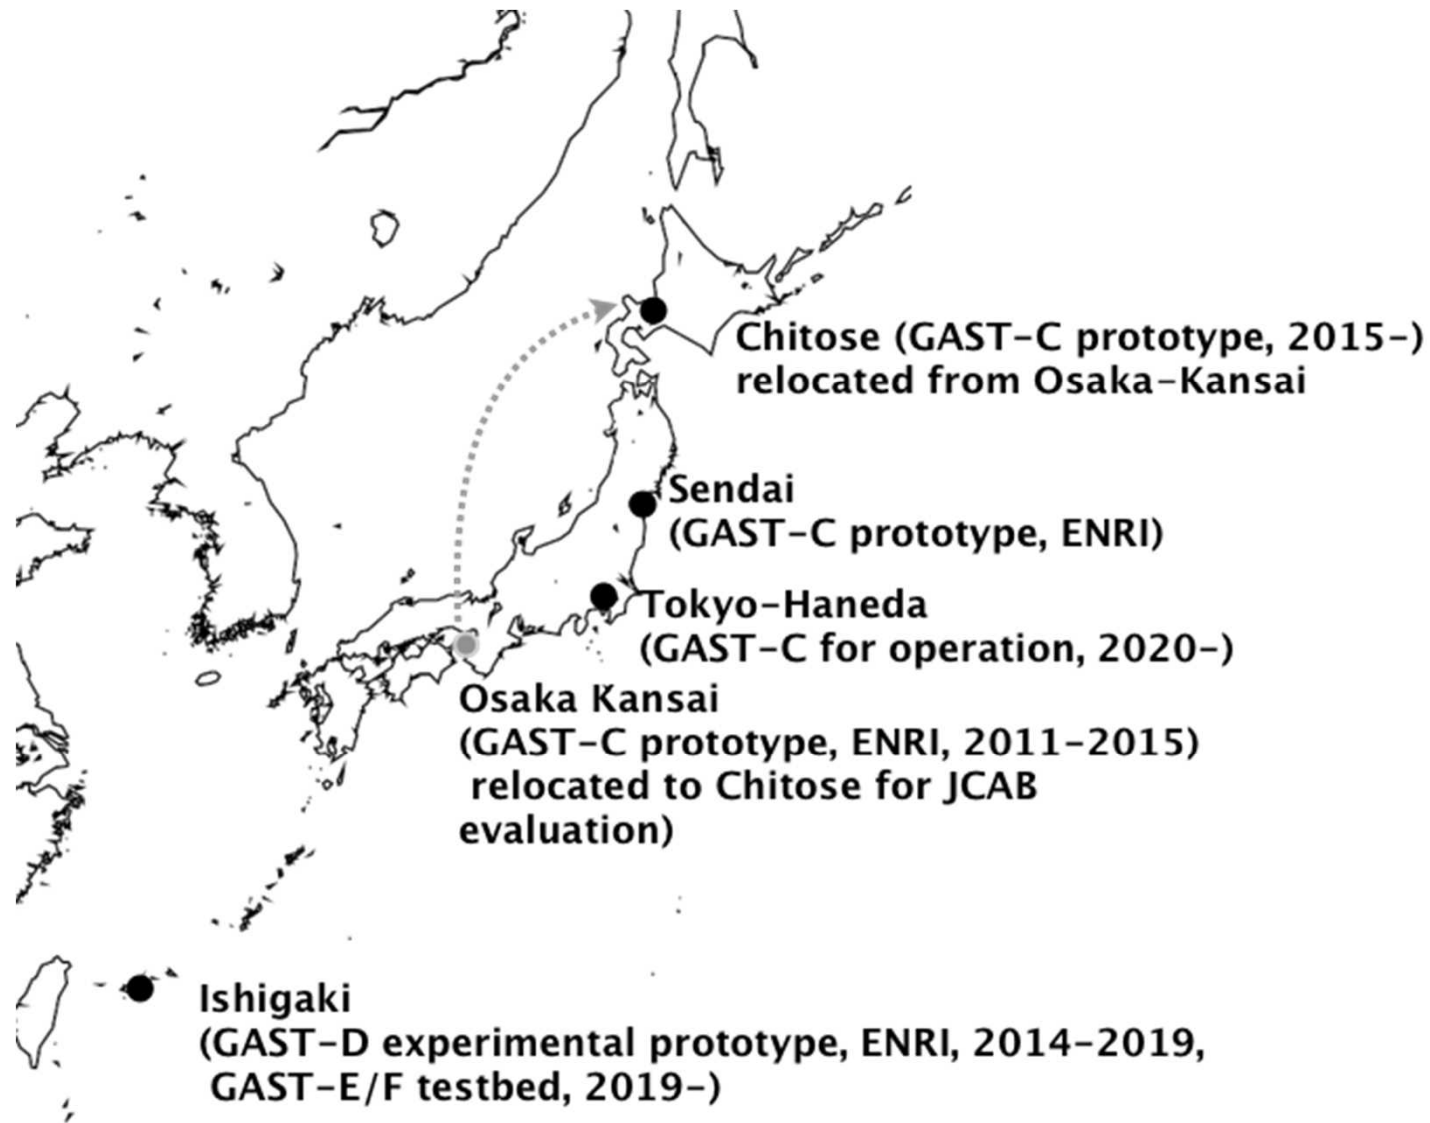 Chitose (GAST-C prototype, 2015-)
relocated from Osaka-Kansai
Sendai
(GAST-C prototype, ENRI)
Tokyo-Haneda
(GAST-C for operation, 2020-)
Osaka Kansai
(GAST-C prototype, ENRI, 2011-2015)
relocated to Chitose for JCAB
evaluation)
Ishigaki
(GAST-D experimental prototype, ENRI, 2014-2019,
GAST-E/F testbed, 2019-)